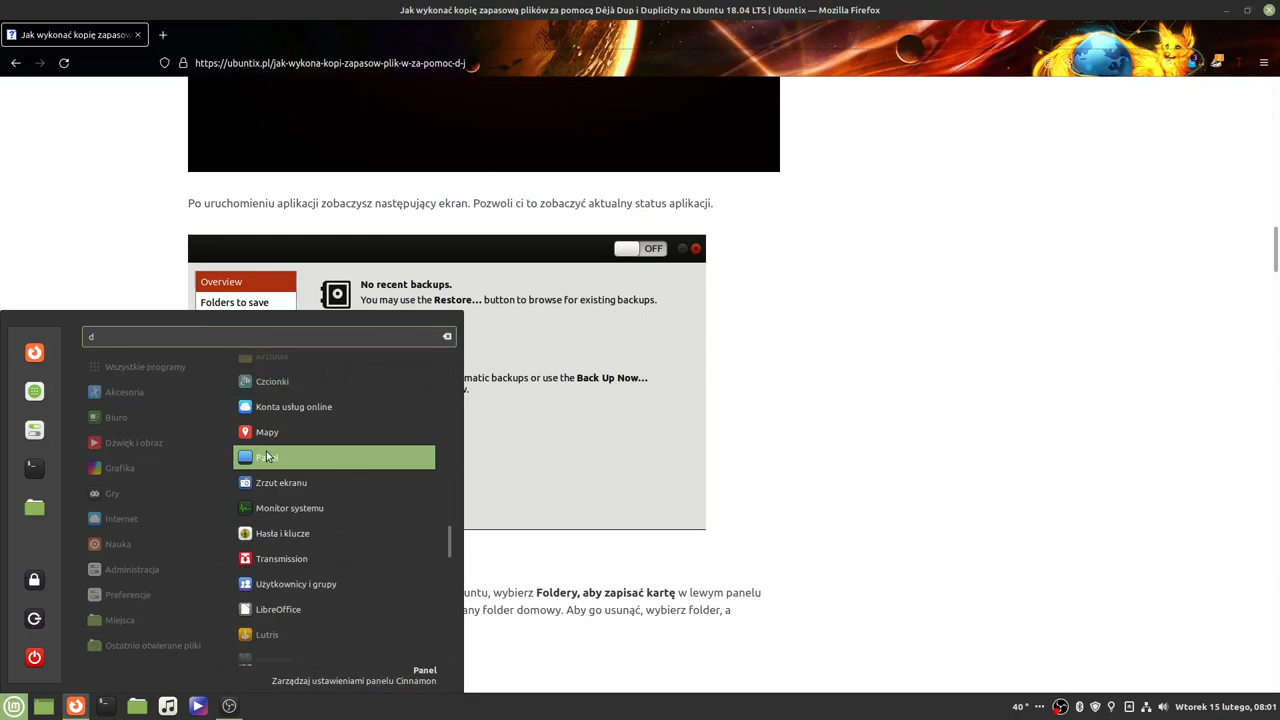 Jak wykonać kopię zapasową plików za pomocą Déjà Dup i Duplicity na Ubuntu 18.04 LTS | Ubuntix — Mozilla Firefox
Jak wykonać kopię zapasow
https://ubuntix.pl/jak-wykona-kopi-zapasow-plik-w-za-pomoc-d-j
3
Po uruchomieniu aplikacji zobaczysz następujący ekran. Pozwoli ci to zobaczyć aktualny status aplikacji.
OFF
Overview
Folders to save
No recent backups.
You may use the Restore... button to browse for existing backups.
matic backups or use the Back Up Now...
w.
d
Wszystkie programy
Akcesoria
Biuro
Dźwięk i obraz
Grafika
Gry
Internet
Nauka
Administracja
Preferencje
Miejsca
Ostatnio otwierane pliki
Archiwa
Czcionki
Konta usług online
Mapy
Panel
Zrzut ekranu
Monitor systemu
Hasła i klucze
Transmission
Użytkownicy i grupy
LibreOffice
Lutris
Panel
Zarządzaj ustawieniami panelu Cinnamon
untu, wybierz Foldery, aby zapisać kartę w lewym panelu
any folder domowy. Aby go usunąć, wybierz folder, a
40 °
Wtorek 15 lutego, 08:01